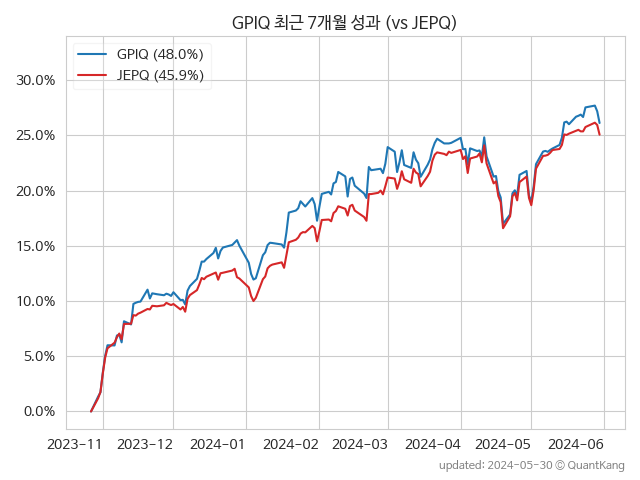 GPIQ 최근 7개월 성과 (vs JEPQ)
GPIQ (48.0%)
JEPQ (45.9%)
30.0%
25.0%
20.0%
15.0%
10.0%
5.0%
0.0%
2023-11 2023-12 2024-01 2024-02 2024-03 2024-04 2024-05 2024-06
updated: 2024-05-30 © QuantKang